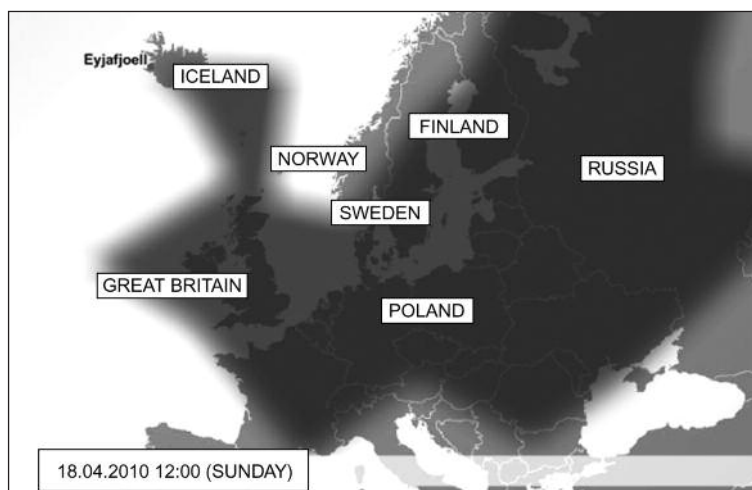 Eyjafjoell
ICELAND
FINLAND
NORWAY
RUSSIA
SWEDEN
GREAT BRITAIN
POLAND
18.04.2010 12:00 (SUNDAY)